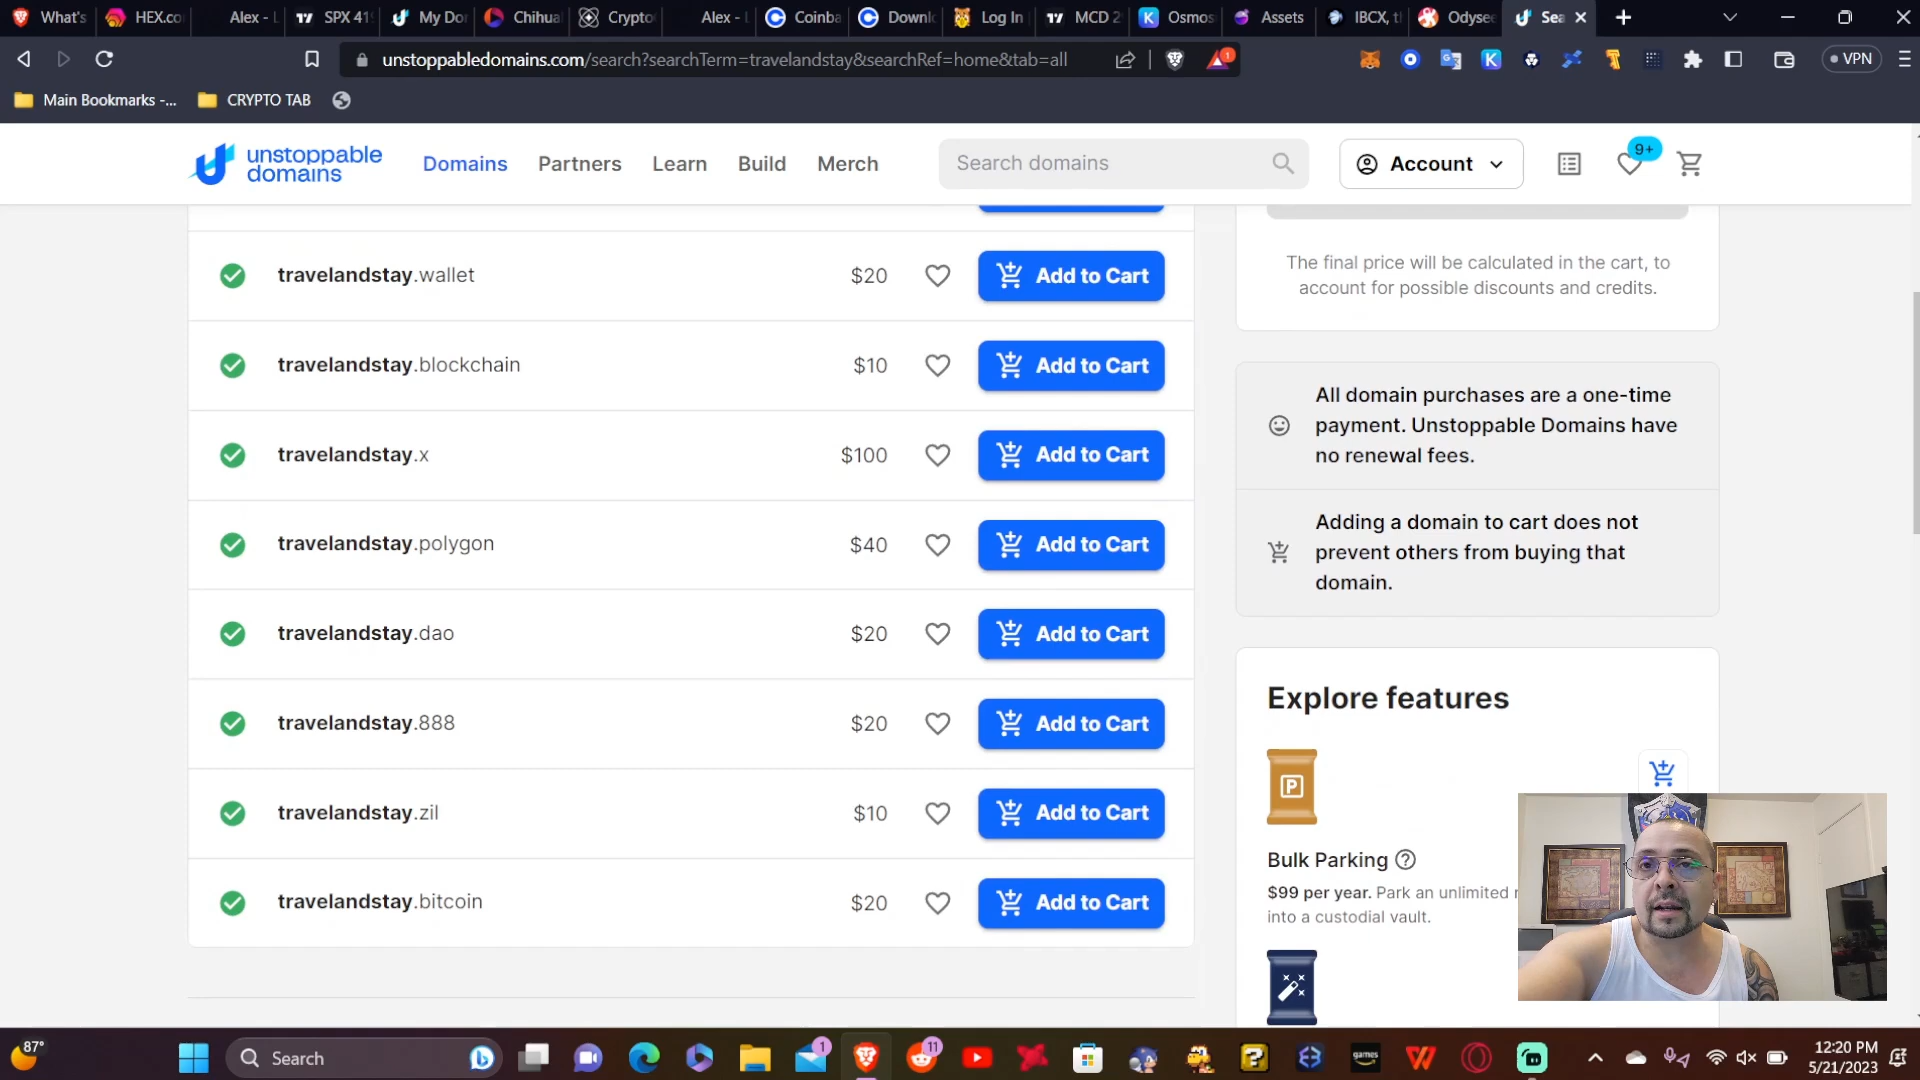 What's
HEX.co
Alex - L
SPX 419
My Do
Chihua
Crypto
Alex - L
Coinba
Downl
Log In
MCD 2
Osmos
Assets
IBCX, t
Odysee
Sea
unstoppabledomains.com/search?searchTerm=travelandstay&searchRef=home&tab=all
1
VPN
Main Bookmarks -...
CRYPTO TAB
unstoppable
domains
Domains
Partners
Learn
Build
Merch
Search domains
Account
9+
travelandstay.wallet
$20
Add to Cart
travelandstay.blockchain
$10
Add to Cart
travelandstay.x
$100
Add to Cart
travelandstay.polygon
$40
Add to Cart
travelandstay.dao
$20
Add to Cart
travelandstay.888
$20
Add to Cart
travelandstay.zil
$10
Add to Cart
travelandstay.bitcoin
$20
Add to Cart
The final price will be calculated in the cart, to
account for possible discounts and credits.
All domain purchases are a one-time
payment. Unstoppable Domains have
no renewal fees.
Adding a domain to cart does not
prevent others from buying that
domain.
Explore features
P
Bulk Parking
$99 per year. Park an unlimited
into a custodial vault.
87°
Search
1
11
games
12:20 PM
5/21/2023